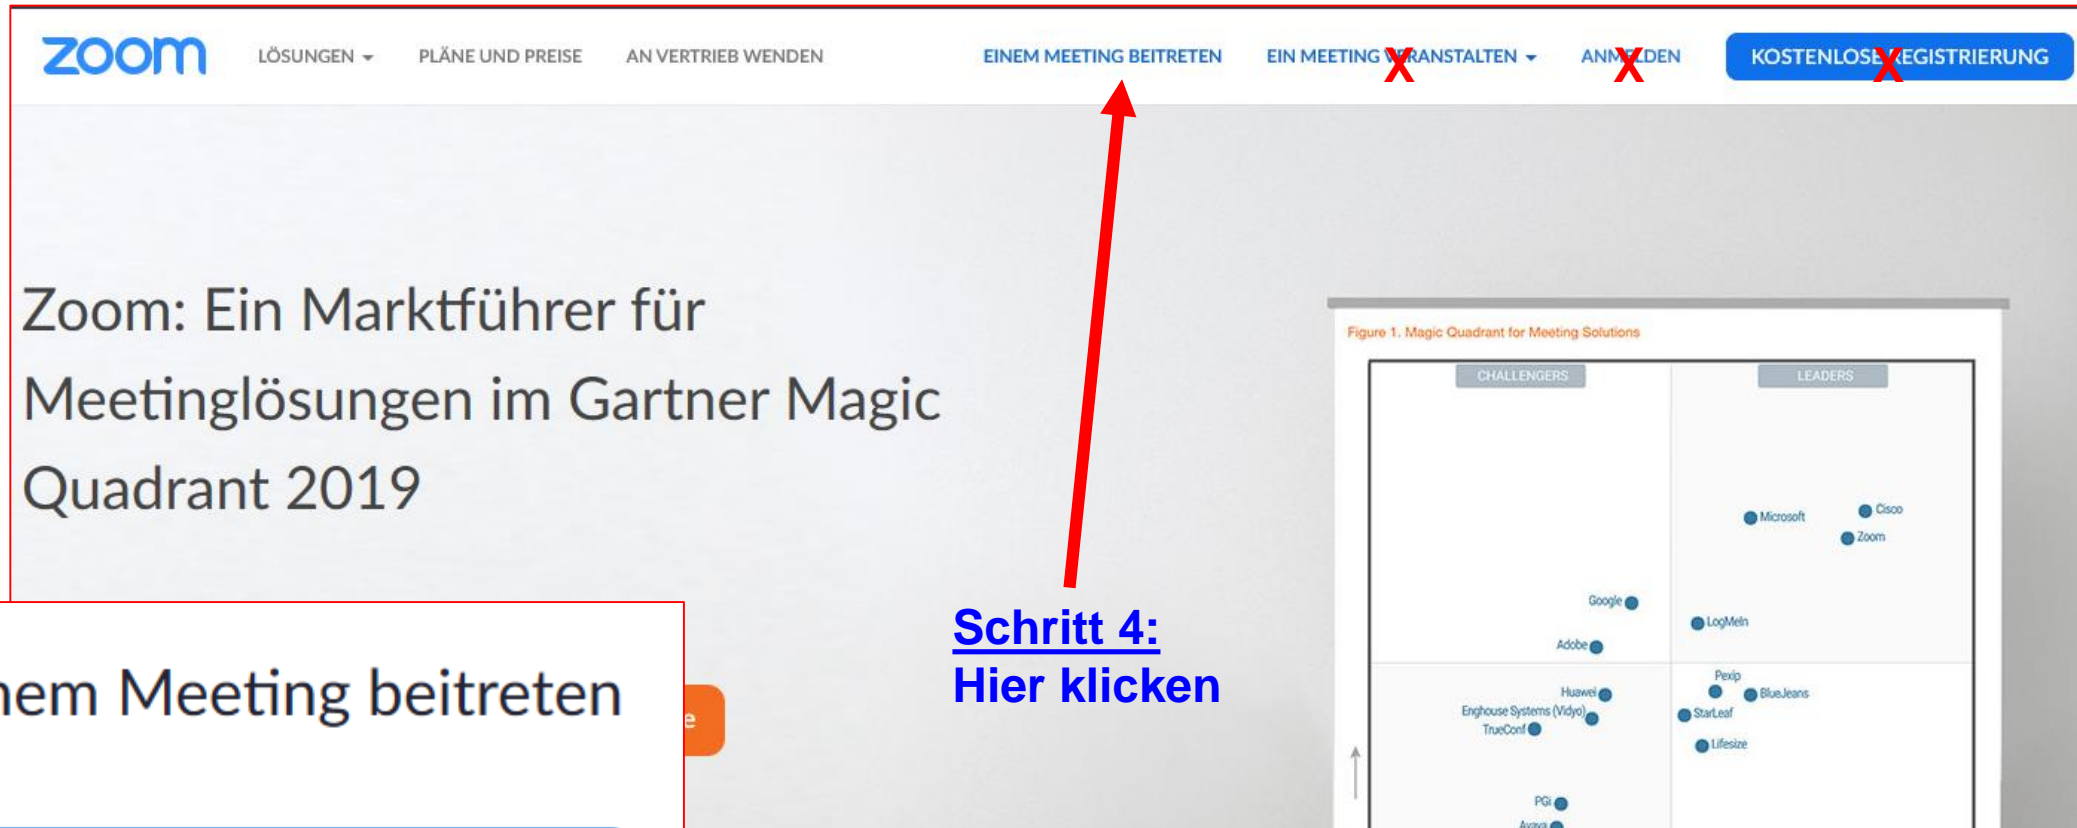 zoom
LÖSUNGEN
PLÄNE UND PREISE
AN VERTRIEB WENDEN
EINEM MEETING BEITRETEN
EIN MEETING VERANSTALTEN
X
ANMELDEN
X
KOSTENLOSE REGISTRIERUNG
X
Zoom: Ein Marktführer für
Meetinglösungen im Gartner Magic
Quadrant 2019
Schritt 4:
Hier klicken
nem Meeting beitreten
e
Figure 1. Magic Quadrant for Meeting Solutions
CHALLENGERS
LEADERS
Microsoft
Cisco
Zoom
Google
LogMeIn
Adobe
Pexip
Huawei
BlueJeans
Enghouse Systems (Vidyo)
StarLeaf
TrueConf
Lifesize
PGi
Avaya